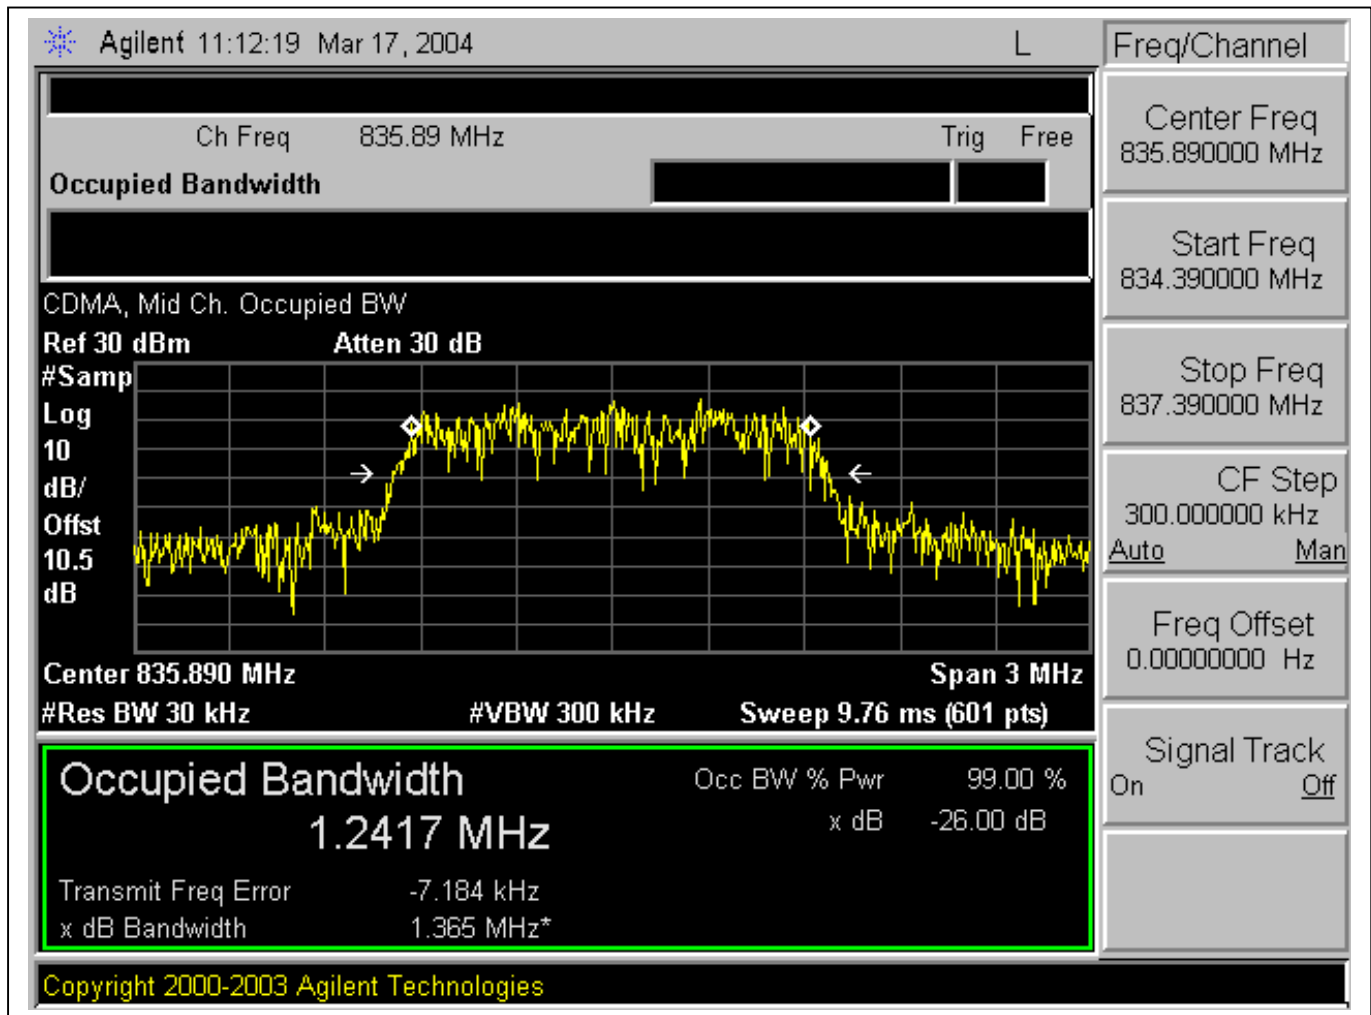 Agilent 11:12:19 Mar 17, 2004 L
Freq/Channel
Ch Freq 835.89 MHz Trig Free
Occupied Bandwidth
CDMA, Mid Ch. Occupied BW
Ref 30 dBm Atten 30 dB
#Samp
Log
10
dB/
Offst
10.5
dB
Center 835.890 MHz Span 3 MHz
#Res BW 30 kHz #VBW 300 kHz Sweep 9.76 ms (601 pts)
Occupied Bandwidth Occ BW % Pwr 99.00 %
1.2417 MHz x dB -26.00 dB
Transmit Freq Error -7.184 kHz
x dB Bandwidth 1.365 MHz*
Copyright 2000-2003 Agilent Technologies
Center Freq
835.890000 MHz
Start Freq
834.390000 MHz
Stop Freq
837.390000 MHz
CF Step
300.000000 kHz
Auto Man
Freq Offset
0.00000000 Hz
Signal Track
On Off